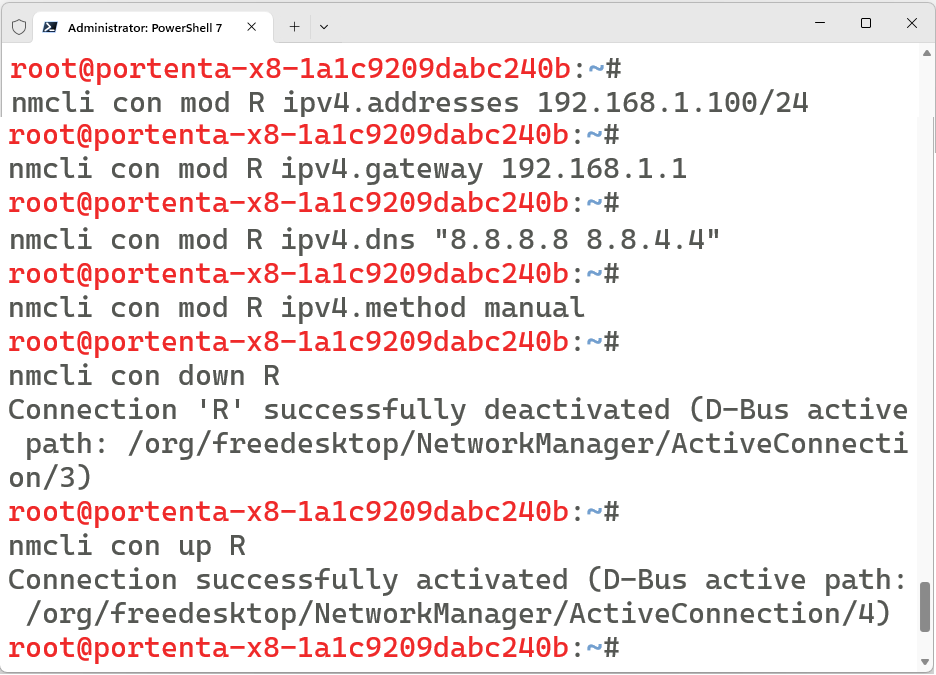 Administrator: PowerShell 7
root@portenta-x8-1a1c9209dabc240b:~#
nmcli con mod R ipv4.addresses 192.168.1.100/24
root@portenta-x8-1a1c9209dabc240b:~#
nmcli con mod R ipv4.gateway 192.168.1.1
root@portenta-x8-1a1c9209dabc240b:~#
nmcli con mod R ipv4.dns "8.8.8.8 8.8.4.4"
root@portenta-x8-1a1c9209dabc240b:~#
nmcli con mod R ipv4.method manual
root@portenta-x8-1a1c9209dabc240b:~#
nmcli con down R
Connection 'R' successfully deactivated (D-Bus active
path: /org/freedesktop/NetworkManager/ActiveConnecti
on/3)
root@portenta-x8-1a1c9209dabc240b:~#
nmcli con up R
Connection successfully activated (D-Bus active path:
/org/freedesktop/NetworkManager/ActiveConnection/4)
root@portenta-x8-1a1c9209dabc240b:~#